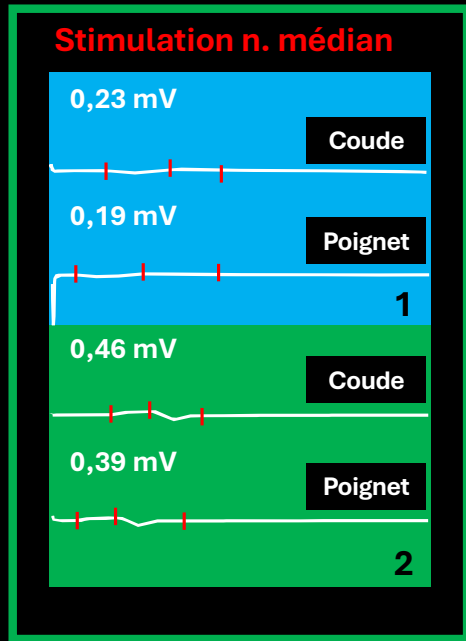 Stimulation n. médian
0,23 mV
Coude
0,19 mV
Poignet
1
0,46 mV
Coude
0,39 mV
Poignet
2